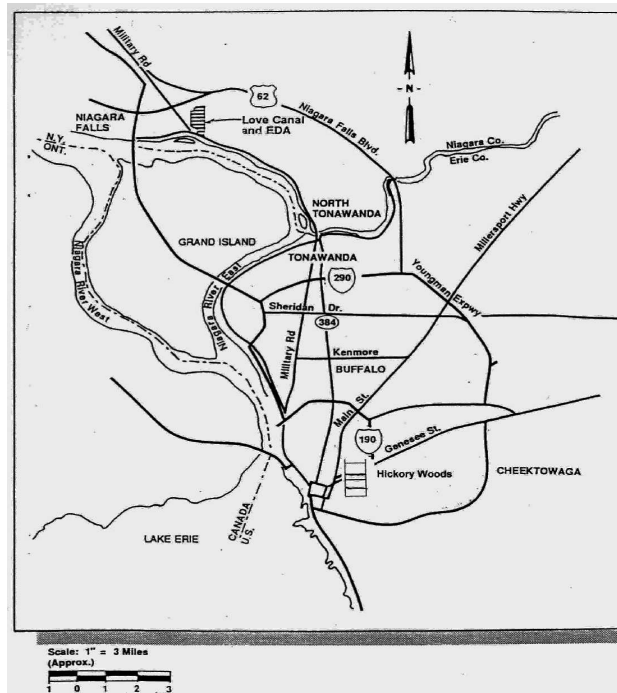 Military Rd
62
NIAGARA
FALLS
Love Canal
and EDA
Niagara Falls Blvd.
- N -
N.Y.
ONT.
Niagara Co.
Erie Co.
NORTH
TONAWANDA
Millersport Hwy
GRAND ISLAND
TONAWANDA
Niagara River West
Niagara River East
290
Youngman Expwy
Sheridan Dr.
384
Military Rd
Kenmore
BUFFALO
Main St.
190
Genesee St.
Hickory Woods
CHEEKTOWAGA
LAKE ERIE
CANADA
U.S.
Scale: 1" = 3 Miles
(Approx.)
1 0 1 2 3